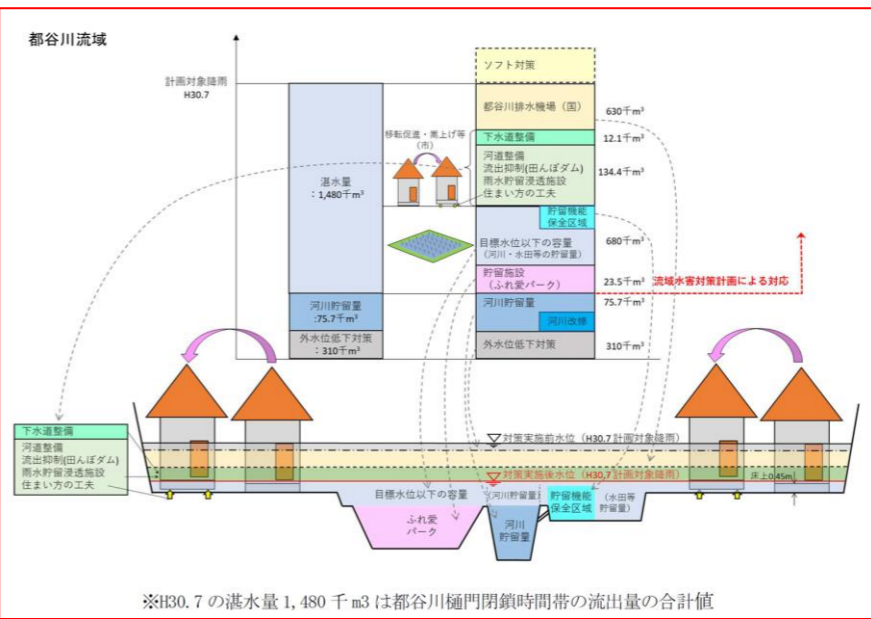 都谷川流域
計画対象降雨
H30.7
湛水量
:1,480千m³
河川貯留量
:75.7千m³
外水位低下対策
:310千m³
移転促進・嵩上げ等
(市)
ソフト対策
都谷川排水機場(国)
630千m³
下水道整備
12.1千m³
河道整備
流出抑制(田んぼダム)
雨水貯留浸透施設
住まい方の工夫
134.4千m³
貯留機能
保全区域
目標水位以下の容量
(河川・水田等の貯留量)
680千m³
貯留施設
(ふれ愛パーク)
23.5千m³
流域水害対策計画による対応
河川貯留量
75.7千m³
河川改修
外水位低下対策
310千m³
下水道整備
河道整備
流出抑制(田んぼダム)
雨水貯留浸透施設
住まい方の工夫
対策実施前水位(H30.7計画対象降雨)
対策実施後水位(H30.7計画対象降雨)
床上0.45m
目標水位以下の容量
(河川貯留量)
貯留機能
保全区域
(水田等
貯留量)
ふれ愛
パーク
河川
貯留量
※H30.7の湛水量1,480千m3は都谷川樋門閉鎖時間帯の流出量の合計値